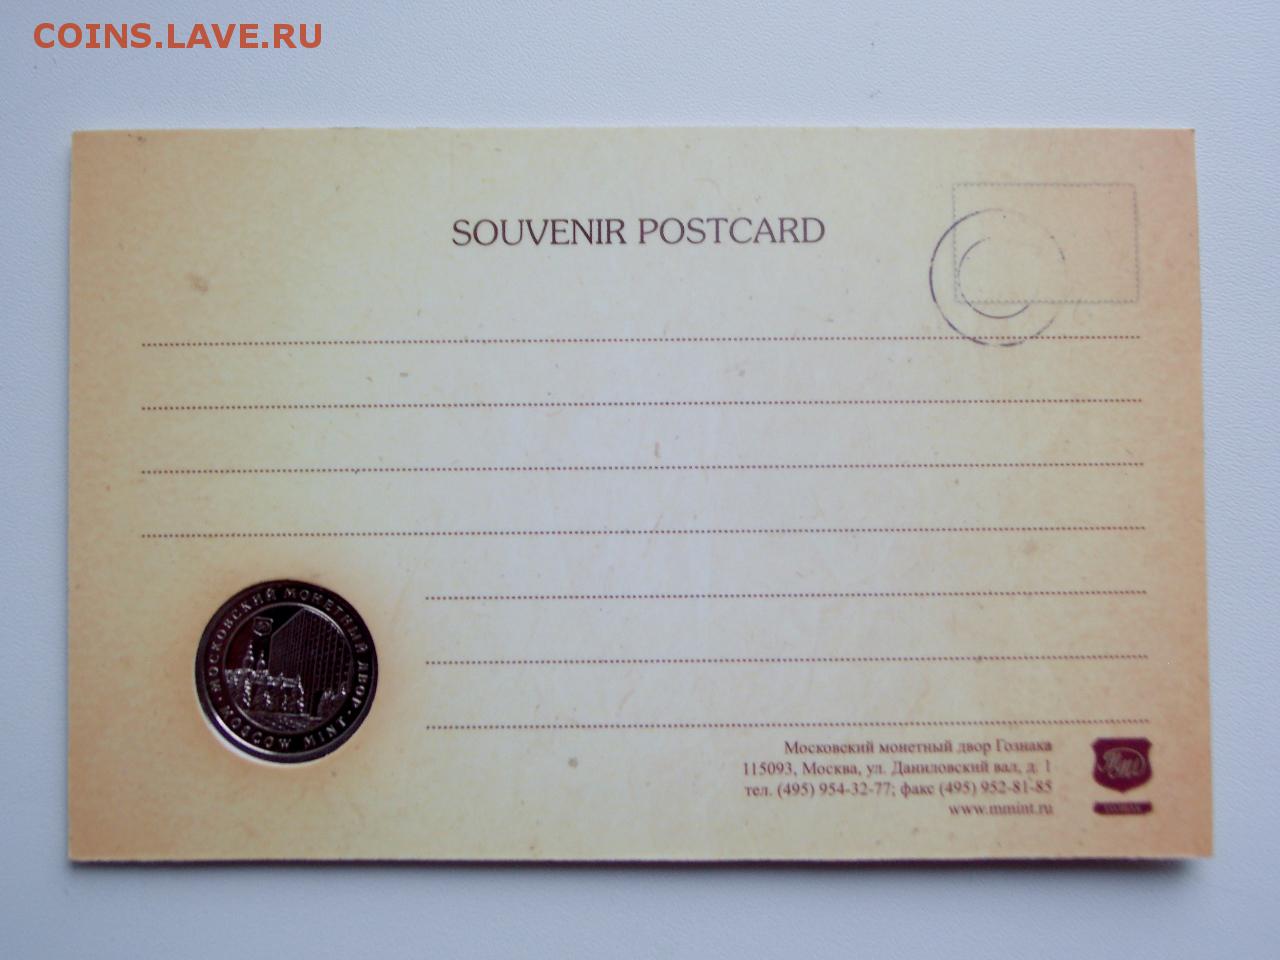 COINS.LAVE.RU
SOUVENIR POSTCARD
· МОСКОВСКИЙ МОНЕТНЫЙ ДВОР ·
MOSCOW MINT
Московский монетный двор Гознака
115093, Москва, ул. Даниловский вал, д. 1
тел. (495) 954-32-77; факс (495) 952-81-85
www.mmint.ru